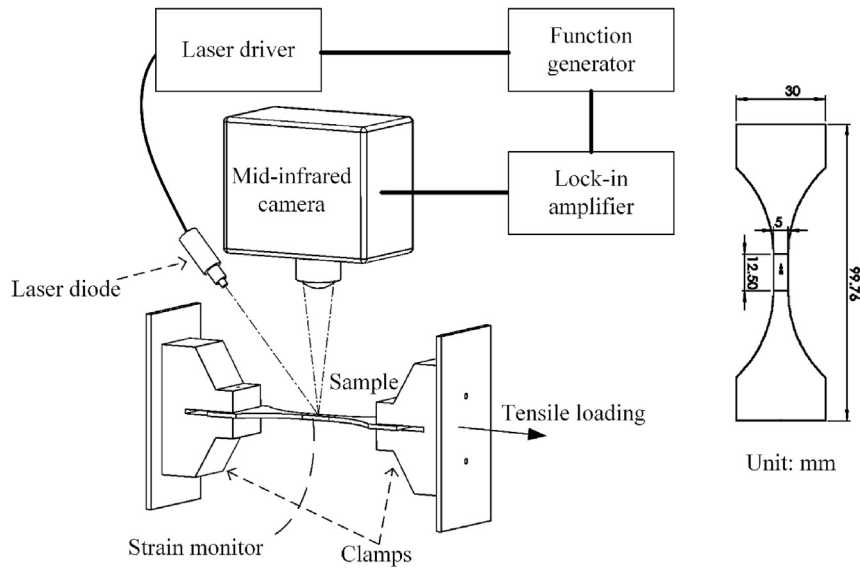 Laser driver
Function
generator
Mid-infrared
camera
Lock-in
amplifier
Laser diode
Sample
Tensile loading
Strain monitor
Clamps
30
5
12.50
99.76
Unit: mm